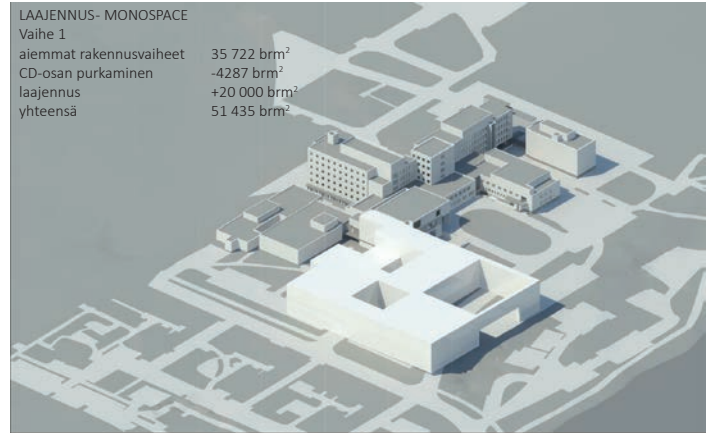 LAAJENNUS- MONOSPACE
Vaihe 1
aiemmat rakennusvaiheet 35 722 brm²
CD-osan purkaminen -4287 brm²
laajennus +20 000 brm²
yhteensä 51 435 brm²